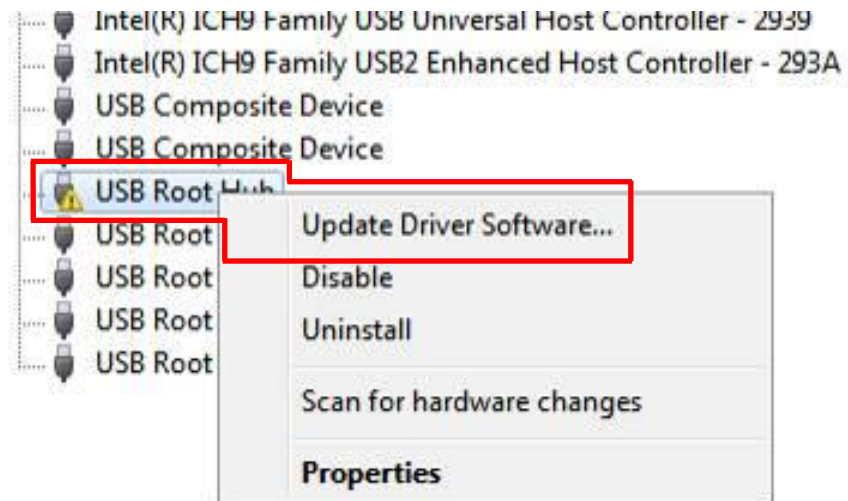 Intel(R) ICH9 Family USB Universal Host Controller - 2939
Intel(R) ICH9 Family USB2 Enhanced Host Controller - 293A
USB Composite Device
USB Composite Device
USB Root Hub
Update Driver Software...
USB Root
Disable
USB Root
Uninstall
USB Root
USB Root
Scan for hardware changes
Properties